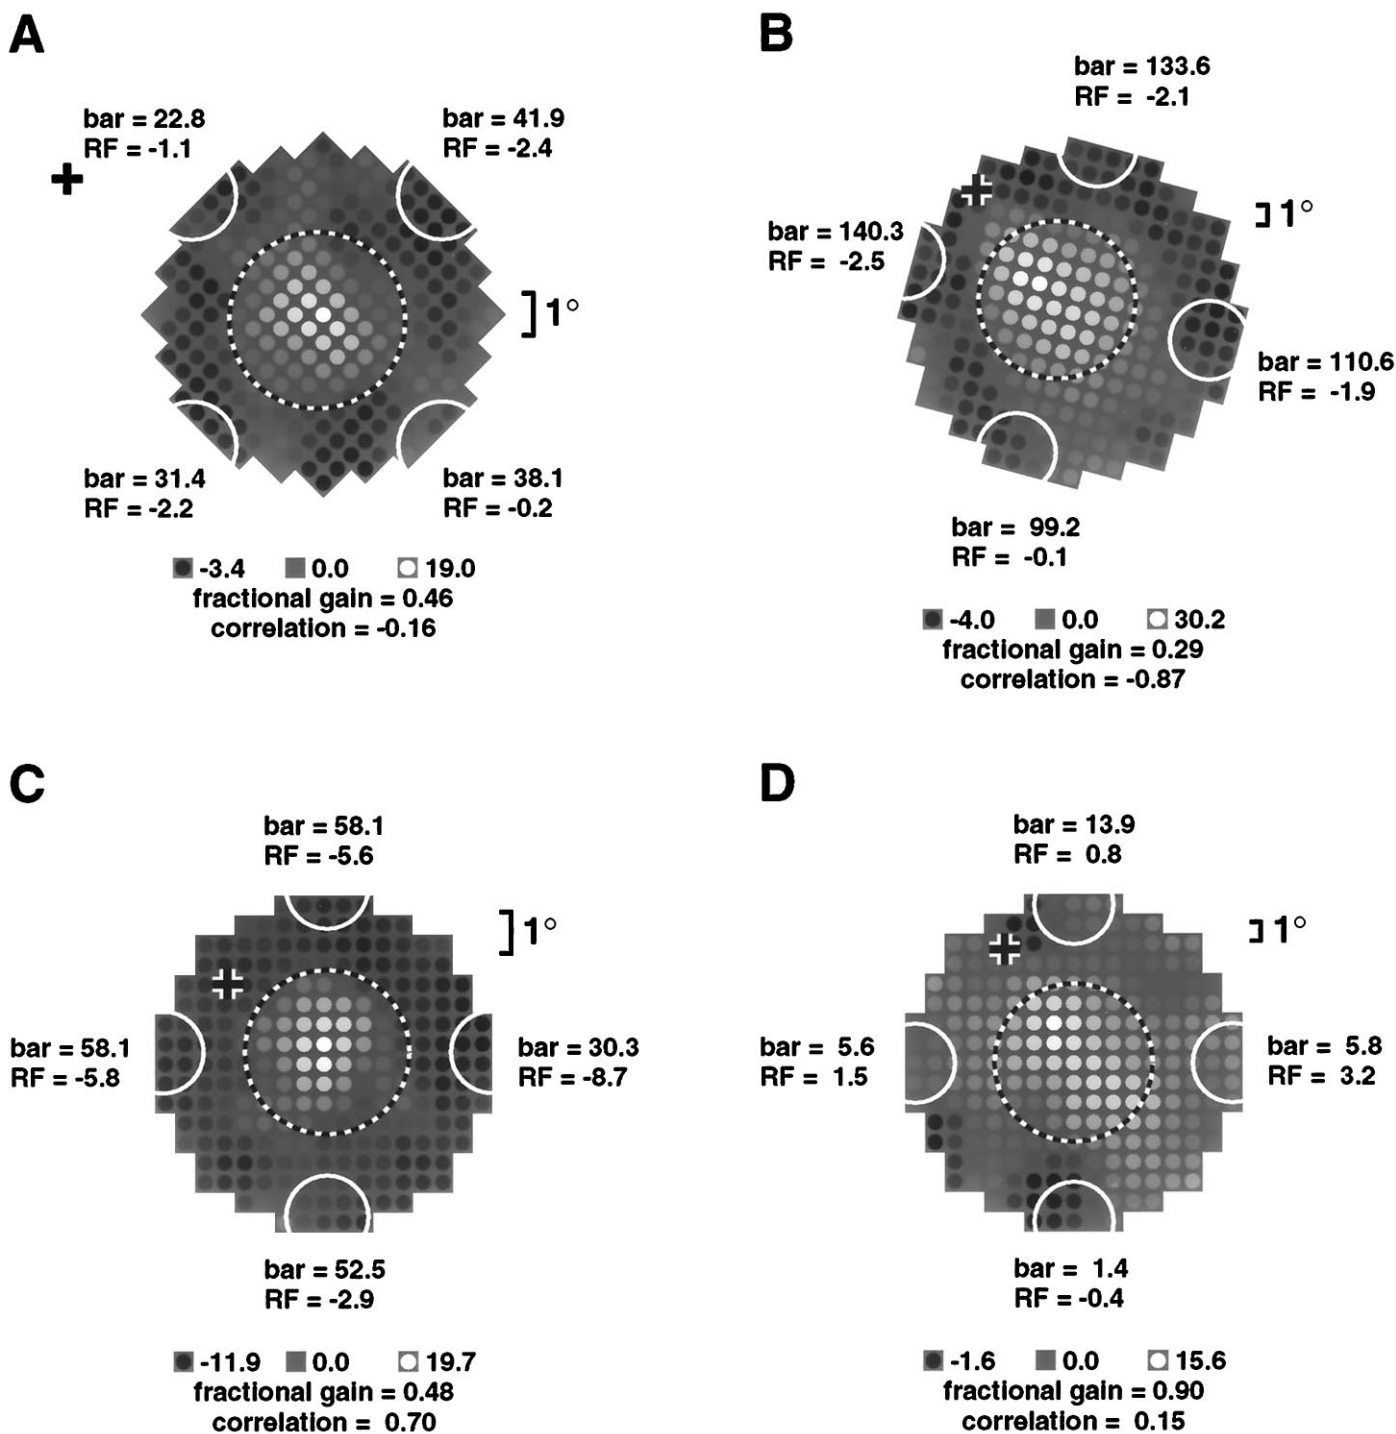 A
bar = 22.8
RF = -1.1
bar = 41.9
RF = -2.4
1°
bar = 31.4
RF = -2.2
bar = 38.1
RF = -0.2
-3.4 0.0 19.0
fractional gain = 0.46
correlation = -0.16
B
bar = 133.6
RF = -2.1
1°
bar = 140.3
RF = -2.5
bar = 110.6
RF = -1.9
bar = 99.2
RF = -0.1
-4.0 0.0 30.2
fractional gain = 0.29
correlation = -0.87
C
bar = 58.1
RF = -5.6
1°
bar = 58.1
RF = -5.8
bar = 30.3
RF = -8.7
bar = 52.5
RF = -2.9
-11.9 0.0 19.7
fractional gain = 0.48
correlation = 0.70
D
bar = 13.9
RF = 0.8
1°
bar = 5.6
RF = 1.5
bar = 5.8
RF = 3.2
bar = 1.4
RF = -0.4
-1.6 0.0 15.6
fractional gain = 0.90
correlation = 0.15